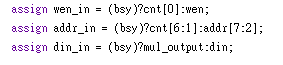 assign wen_in = (bsy)?cnt[0]:wen;
assign addr_in = (bsy)?cnt[6:1]:addr[7:2];
assign din_in = (bsy)?mul_output:din;